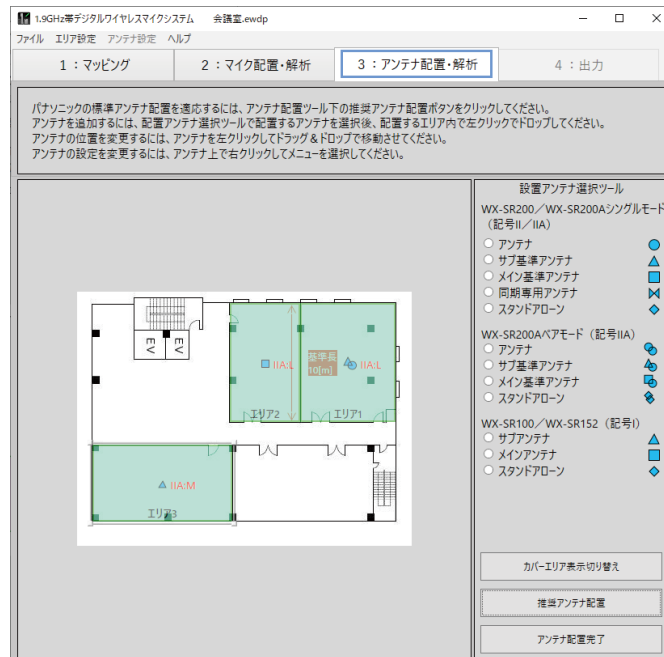 1.9GHz帯デジタルワイヤレスマイクシステム 会議室.ewdp
ファイル エリア設定 アンテナ設定 ヘルプ
1：マッピング
2：マイク配置・解析
3：アンテナ配置・解析
4：出力
パナソニックの標準アンテナ配置を適応するには、アンテナ配置ツール下の推奨アンテナ配置ボタンをクリックしてください。
アンテナを追加するには、配置アンテナ選択ツールで配置するアンテナを選択後、配置するエリア内で左クリックでドロップしてください。
アンテナの位置を変更するには、アンテナを左クリックしてドラッグ＆ドロップで移動させてください。
アンテナの設定を変更するには、アンテナ上で右クリックしてメニューを選択してください。
EV
EV
IIA:L
基準長
10[m]
IIA:L
エリア2
エリア1
IIA:M
エリア3
設置アンテナ選択ツール
WX-SR200／WX-SR200Aシングルモード
（記号II／IIA）
アンテナ
サブ基準アンテナ
メイン基準アンテナ
同期専用アンテナ
スタンドアローン
WX-SR200Aペアモード（記号IIA）
アンテナ
サブ基準アンテナ
メイン基準アンテナ
スタンドアローン
WX-SR100／WX-SR152（記号I）
サブアンテナ
メインアンテナ
スタンドアローン
カバーエリア表示切り替え
推奨アンテナ配置
アンテナ配置完了